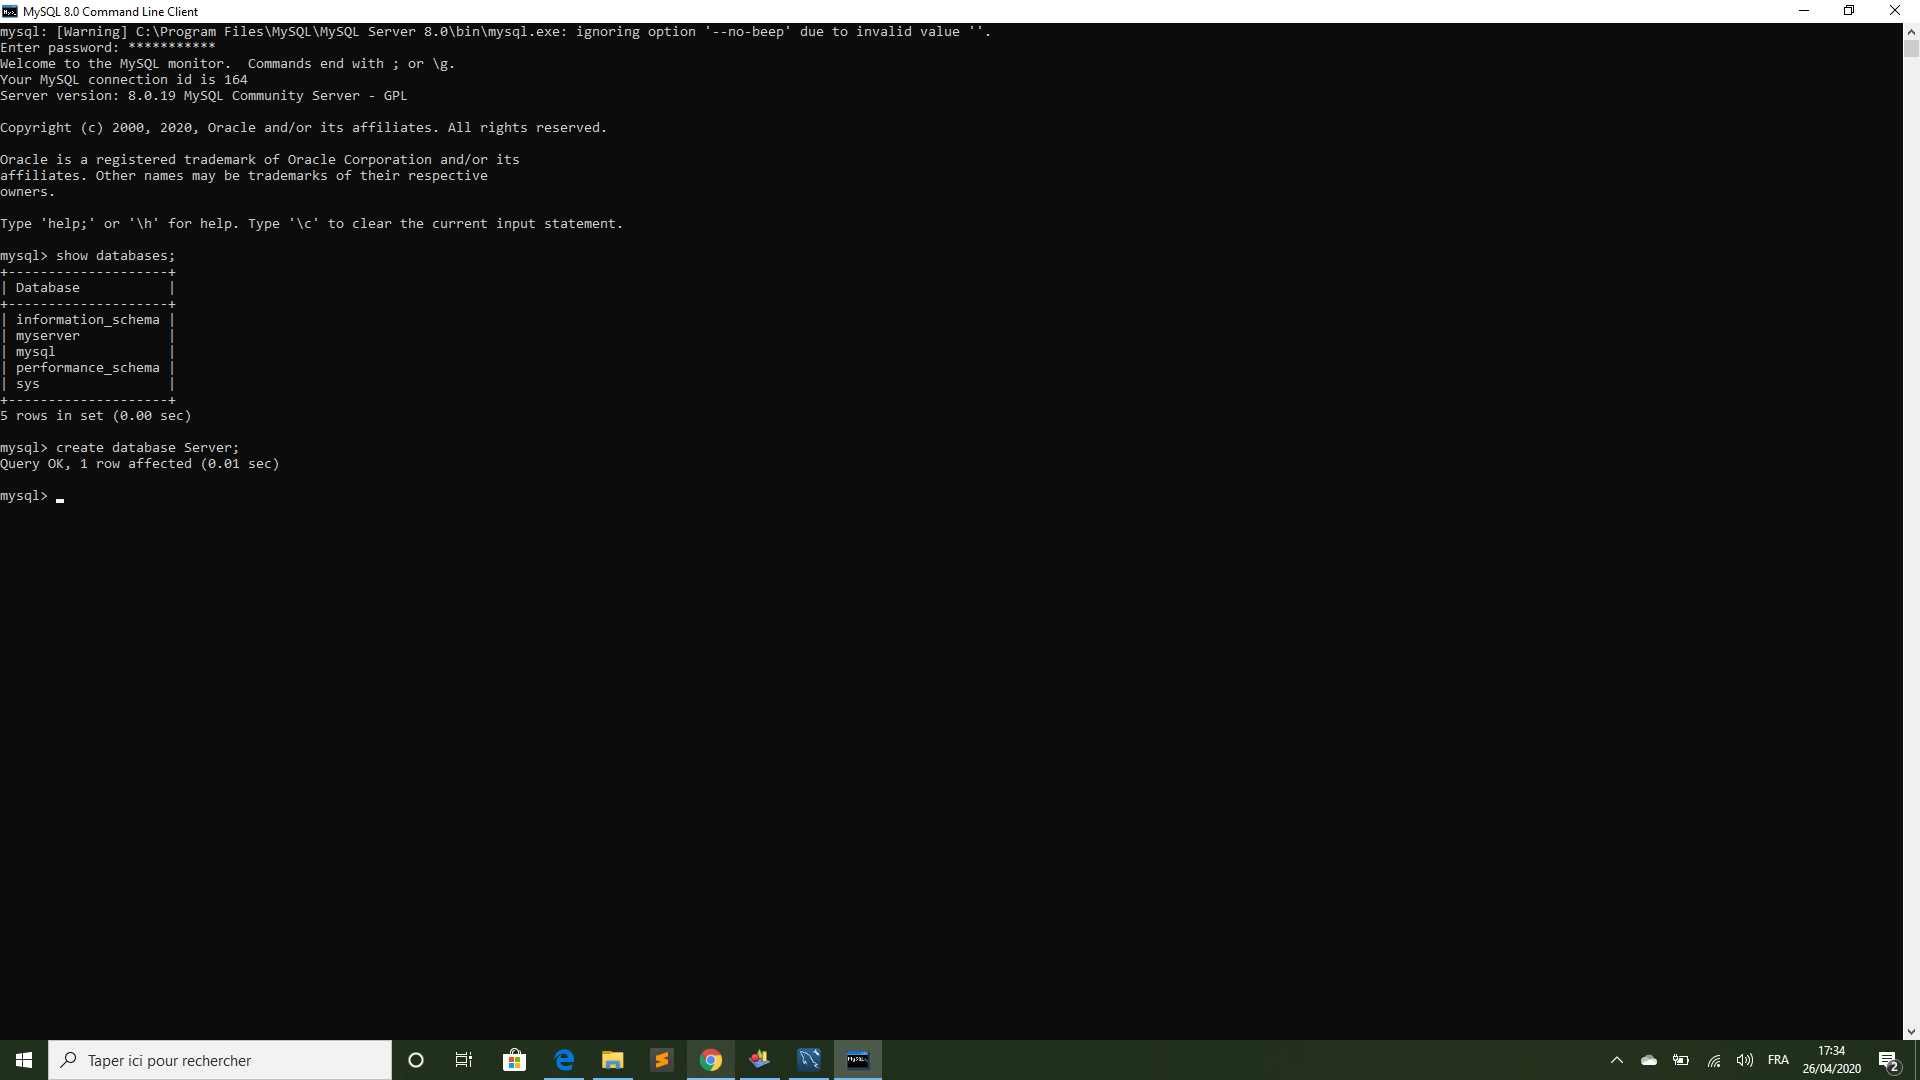 MySQL 8.0 Command Line Client
mysql: [Warning] C:\Program Files\MySQL\MySQL Server 8.0\bin\mysql.exe: ignoring option '--no-beep' due to invalid value ''.
Enter password: ***********
Welcome to the MySQL monitor.  Commands end with ; or \g.
Your MySQL connection id is 164
Server version: 8.0.19 MySQL Community Server - GPL
Copyright (c) 2000, 2020, Oracle and/or its affiliates. All rights reserved.
Oracle is a registered trademark of Oracle Corporation and/or its
affiliates. Other names may be trademarks of their respective
owners.
Type 'help;' or '\h' for help. Type '\c' to clear the current input statement.
mysql> show databases;
+--------------------+
| Database           |
+--------------------+
| information_schema |
| myserver           |
| mysql              |
| performance_schema |
| sys                |
+--------------------+
5 rows in set (0.00 sec)
mysql> create database Server;
Query OK, 1 row affected (0.01 sec)
mysql> _
Taper ici pour rechercher
FRA
17:34
26/04/2020
2